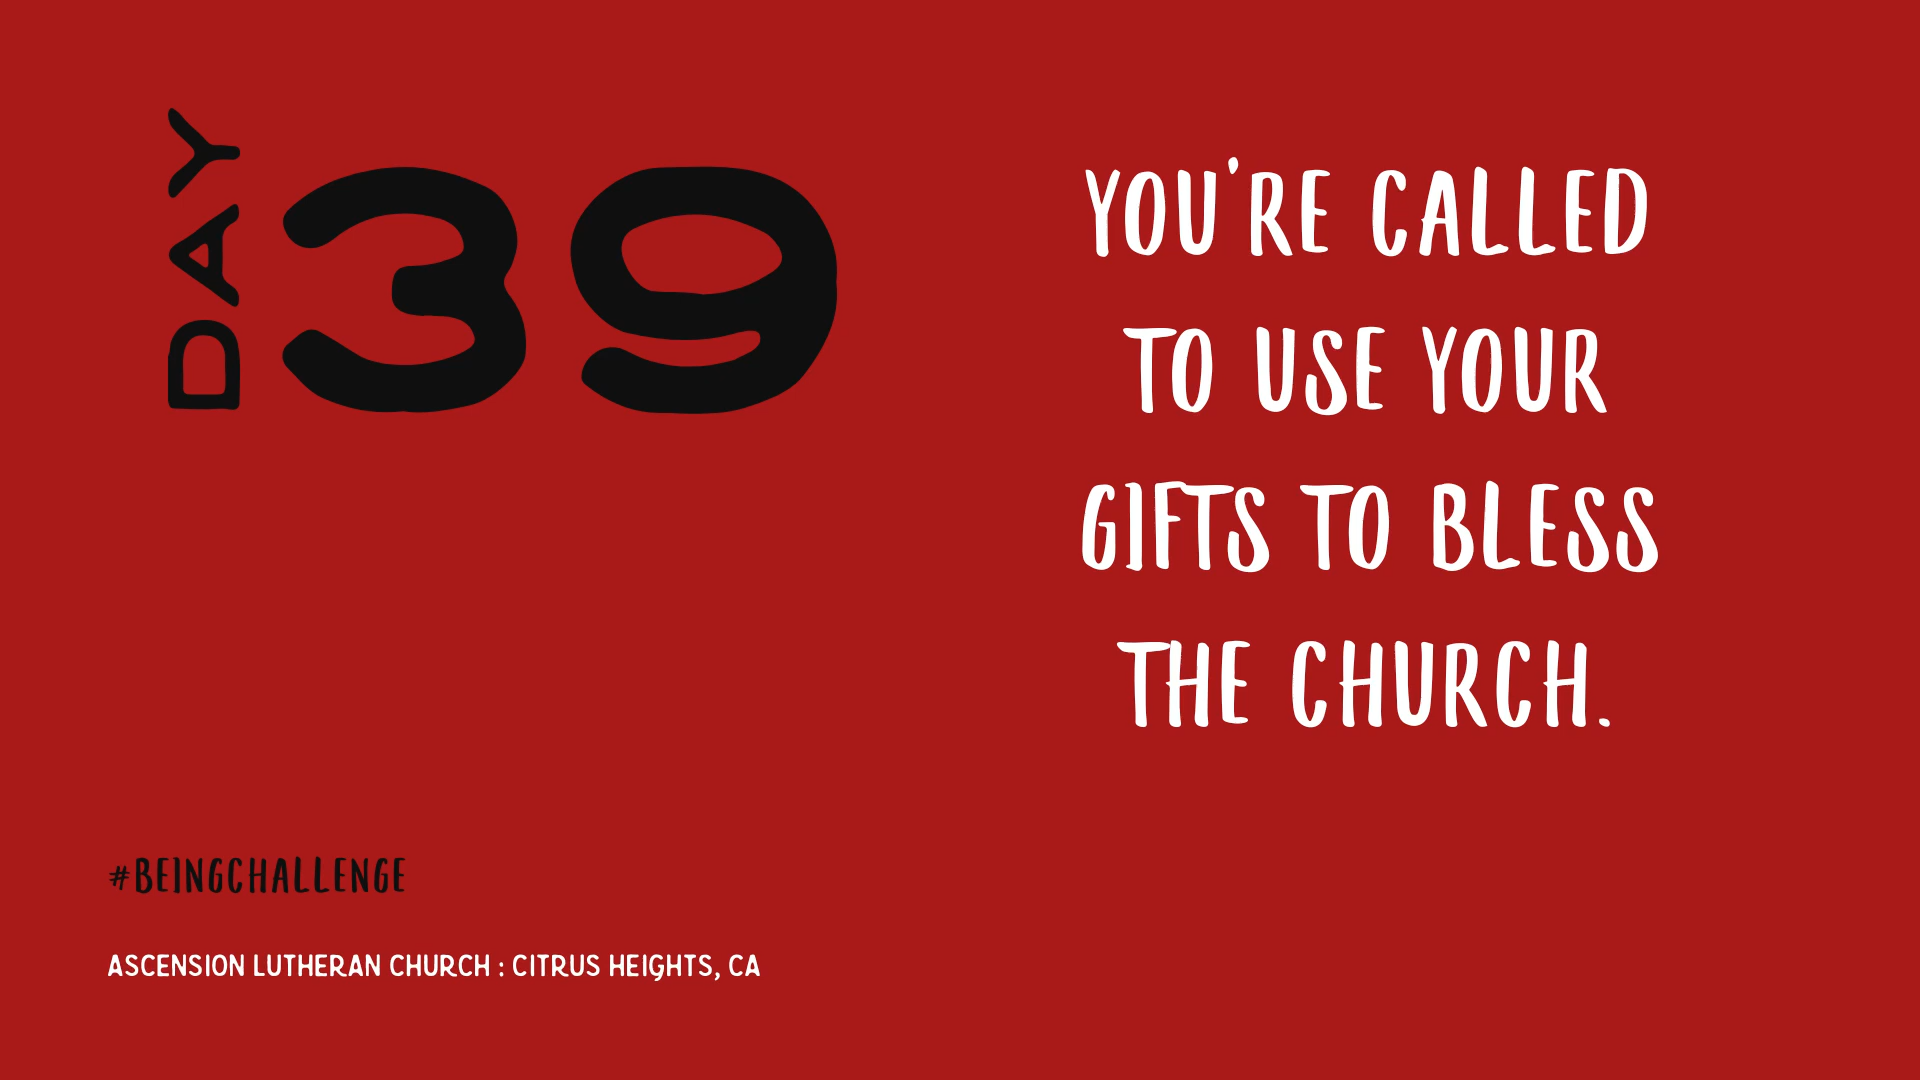 DAY
39
YOU'RE CALLED
TO USE YOUR
GIFTS TO BLESS
THE CHURCH.
#BEINGCHALLENGE
ASCENSION LUTHERAN CHURCH : CITRUS HEIGHTS, CA